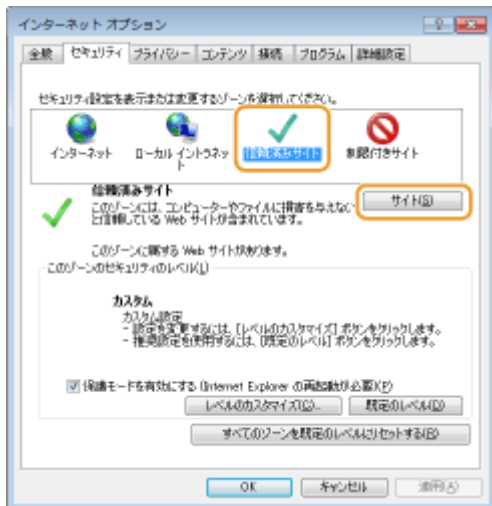 インターネット オプション
全般 セキュリティ プライバシー コンテンツ 接続 プログラム 詳細設定
セキュリティ設定を表示または変更するゾーンを選択してください。
インターネット ローカル イントラネット 信頼済みサイト 制限付きサイト
信頼済みサイト
サイト(S)
このゾーンには、コンピューターやファイルに損害を与えない
と信頼している Web サイトが含まれています。
このゾーンに属する Web サイトがあります。
このゾーンのセキュリティのレベル(L)
カスタム
カスタム設定
- 設定を変更するには、[レベルのカスタマイズ] ボタンをクリックします。
- 推奨設定を使用するには、[既定のレベル] ボタンをクリックします。
保護モードを有効にする (Internet Explorer の再起動が必要)(P)
レベルのカスタマイズ(C)... 既定のレベル(D)
すべてのゾーンを既定のレベルにリセットする(R)
OK キャンセル 適用(A)